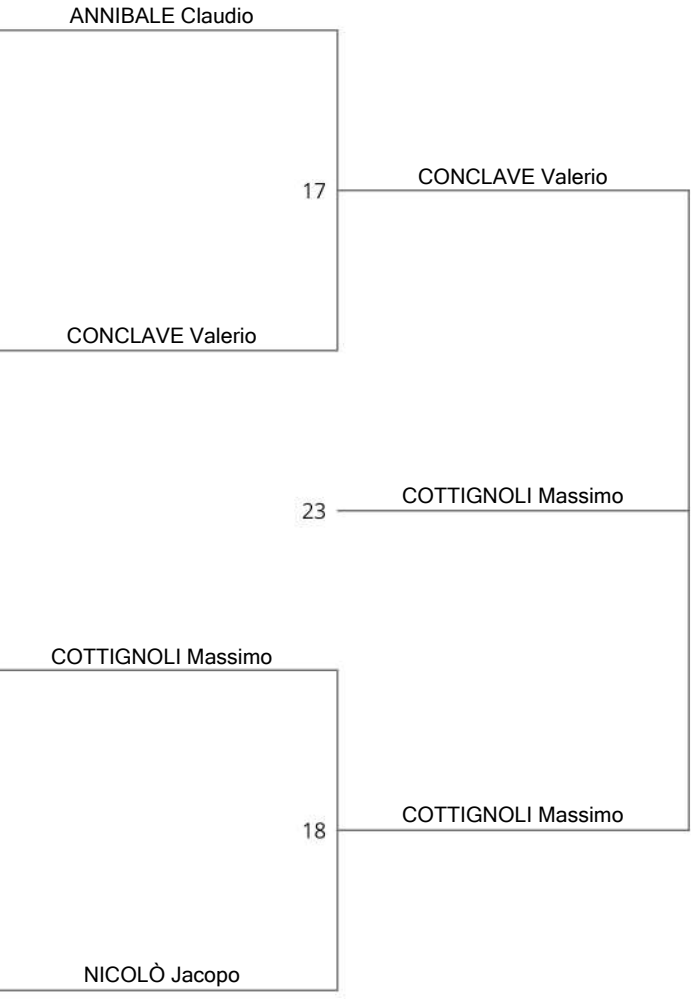 ANNIBALE Claudio
17
CONCLAVE Valerio
CONCLAVE Valerio
23
COTTIGNOLI Massimo
COTTIGNOLI Massimo
18
COTTIGNOLI Massimo
NICOLÒ Jacopo